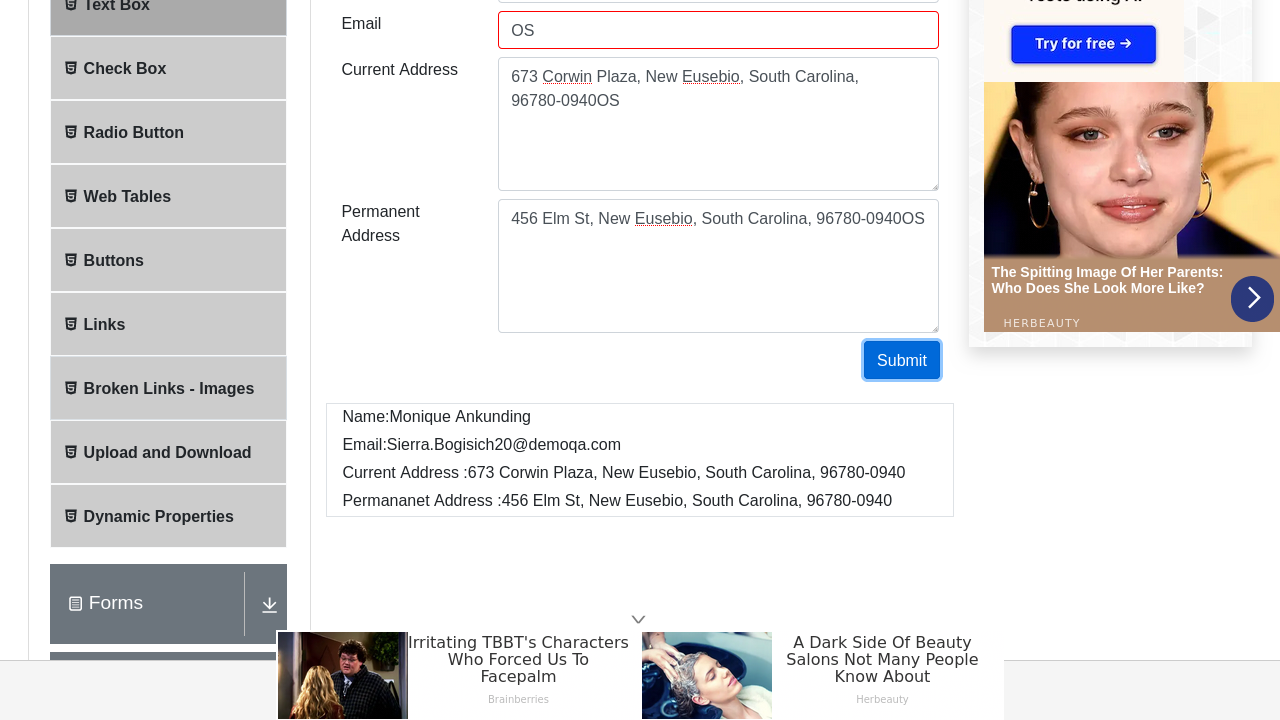 Text Box
Check Box
Radio Button
Web Tables
Buttons
Links
Broken Links - Images
Upload and Download
Dynamic Properties
Forms
Email
OS
Current Address
673 Corwin Plaza, New Eusebio, South Carolina,
96780-0940OS
Permanent
Address
456 Elm St, New Eusebio, South Carolina, 96780-0940OS
Submit
Name:Monique Ankunding
Email:Sierra.Bogisich20@demoqa.com
Current Address :673 Corwin Plaza, New Eusebio, South Carolina, 96780-0940
Permananet Address :456 Elm St, New Eusebio, South Carolina, 96780-0940
Try for free →
The Spitting Image Of Her Parents:
Who Does She Look More Like?
HERBEAUTY
Irritating TBBT's Characters
Who Forced Us To
Facepalm
Brainberries
A Dark Side Of Beauty
Salons Not Many People
Know About
Herbeauty